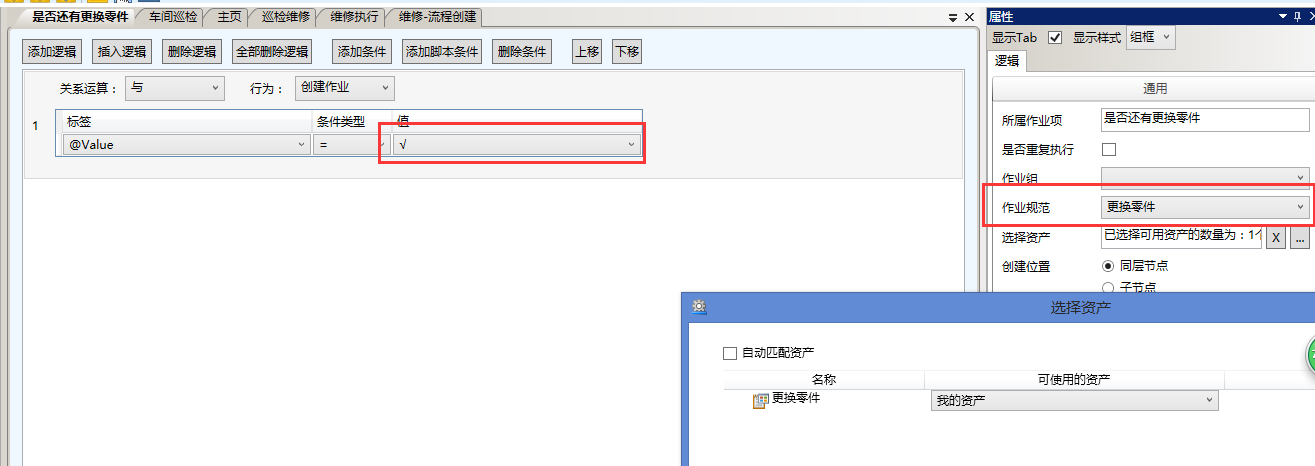 是否还有更换零件 车间巡检 主页 巡检维修 维修执行 维修-流程创建
添加逻辑 插入逻辑 删除逻辑 全部删除逻辑 添加条件 添加脚本条件 删除条件 上移 下移
关系运算： 与 行为： 创建作业
1
标签 条件类型 值
@Value = √
属性
显示Tab 显示样式 组框
逻辑
通用
所属作业项 是否还有更换零件
是否重复执行
作业组
作业规范 更换零件
选择资产 已选择可用资产的数量为：1 X ...
创建位置 同层节点
子节点
选择资产
自动匹配资产
名称 可使用的资产
更换零件 我的资产